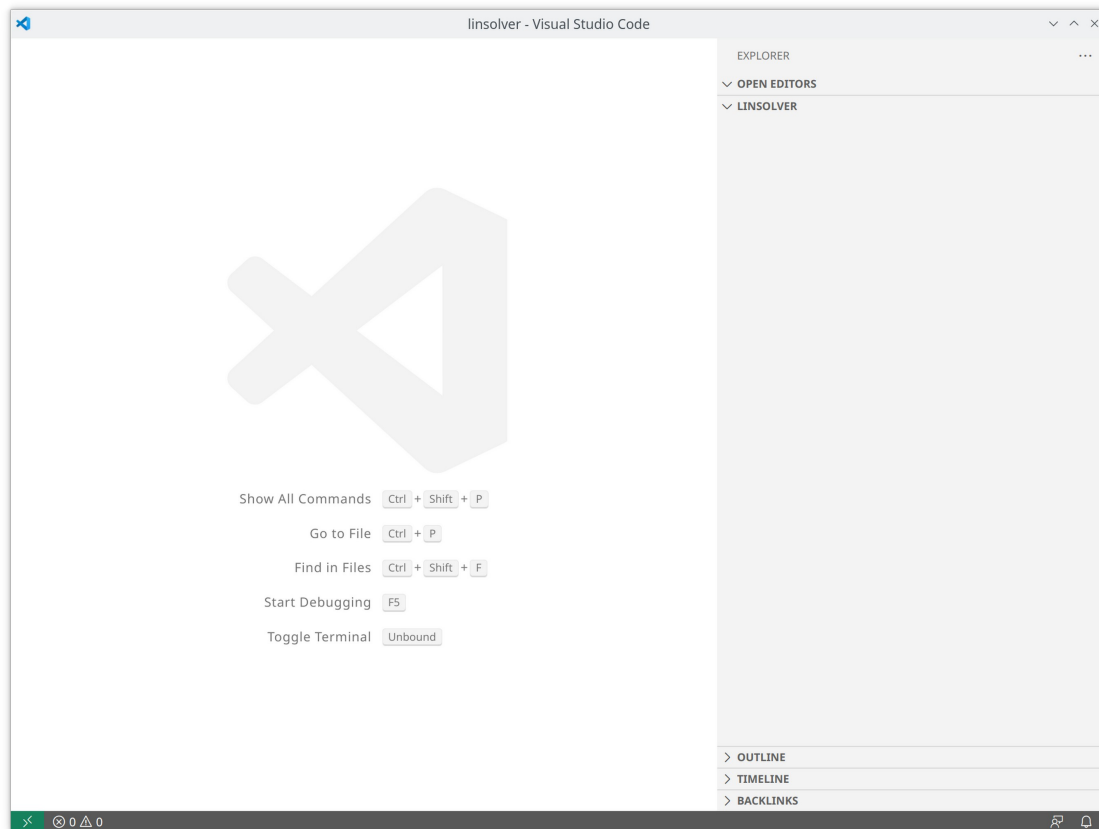 linsolver - Visual Studio Code
EXPLORER
OPEN EDITORS
LINSOLVER
Show All Commands Ctrl + Shift + P
Go to File Ctrl + P
Find in Files Ctrl + Shift + F
Start Debugging F5
Toggle Terminal Unbound
OUTLINE
TIMELINE
BACKLINKS
0 0